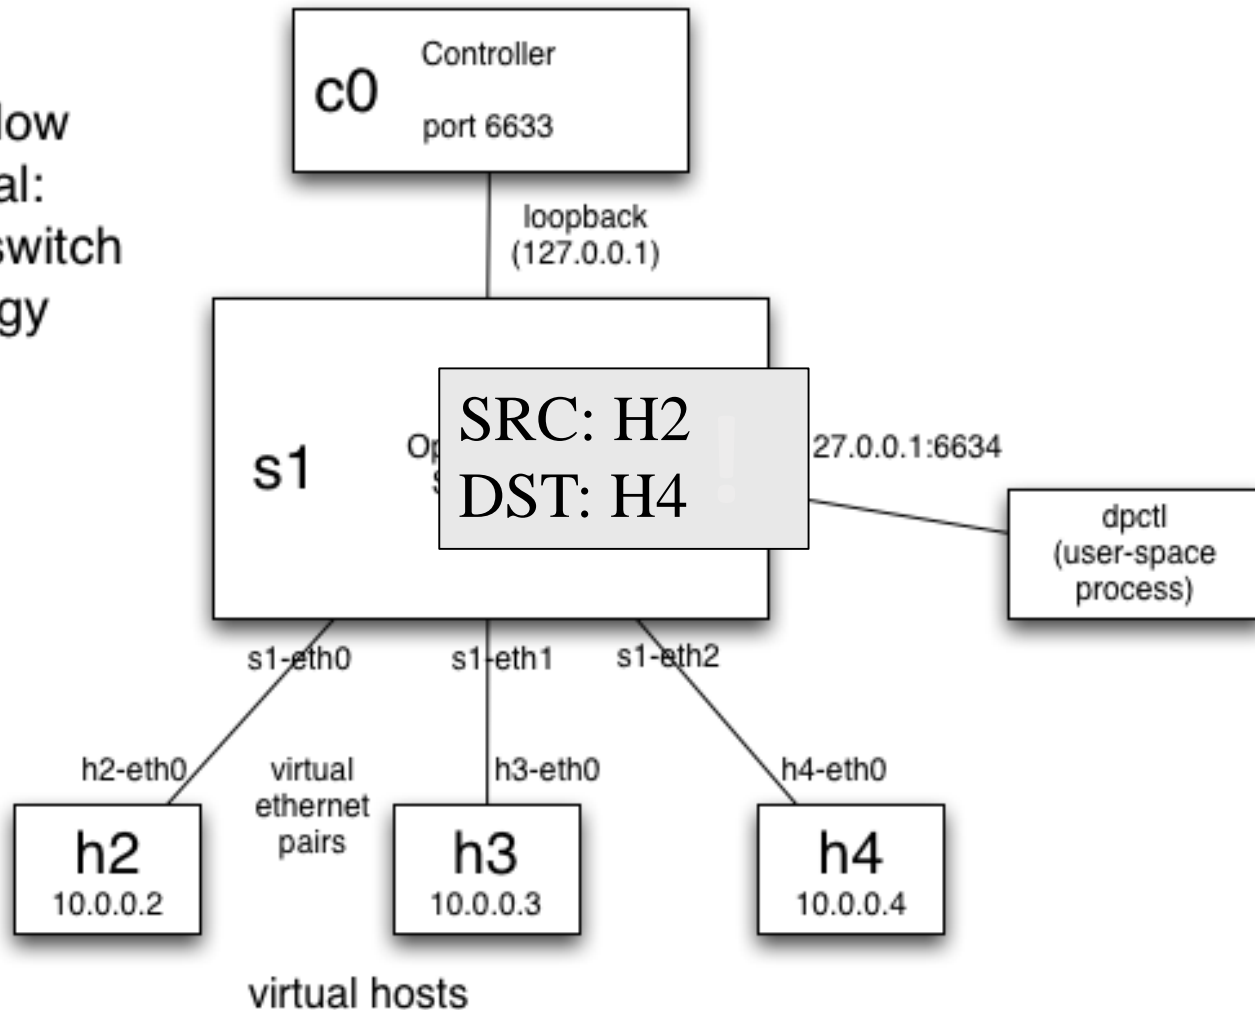 low
al:
switch
gy
c0
Controller
port 6633
loopback
(127.0.0.1)
s1
Op
SRC: H2 !
DST: H4
27.0.0.1:6634
dpctl
(user-space
process)
s1-eth0
s1-eth1
s1-eth2
h2-eth0
virtual
ethernet
pairs
h3-eth0
h4-eth0
h2
10.0.0.2
h3
10.0.0.3
h4
10.0.0.4
virtual hosts